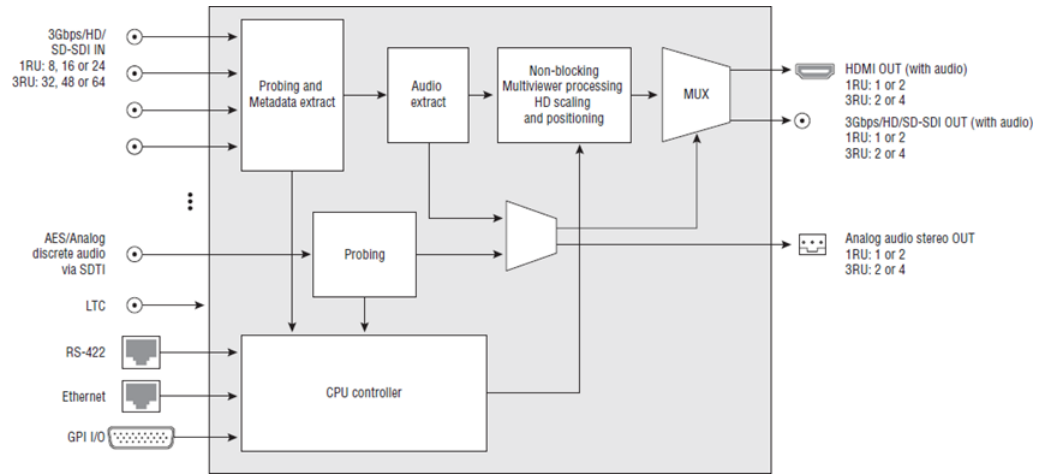 3Gbps/HD/
SD-SDI IN
1RU: 8, 16 or 24
3RU: 32, 48 or 64
Probing and
Metadata extract
Audio
extract
Non-blocking
Multiviewer processing
HD scaling
and positioning
MUX
HDMI OUT (with audio)
1RU: 1 or 2
3RU: 2 or 4
3Gbps/HD/SD-SDI OUT (with audio)
1RU: 1 or 2
3RU: 2 or 4
AES/Analog
discrete audio
via SDTI
Probing
Analog audio stereo OUT
1RU: 1 or 2
3RU: 2 or 4
LTC
RS-422
Ethernet
GPI I/O
CPU controller